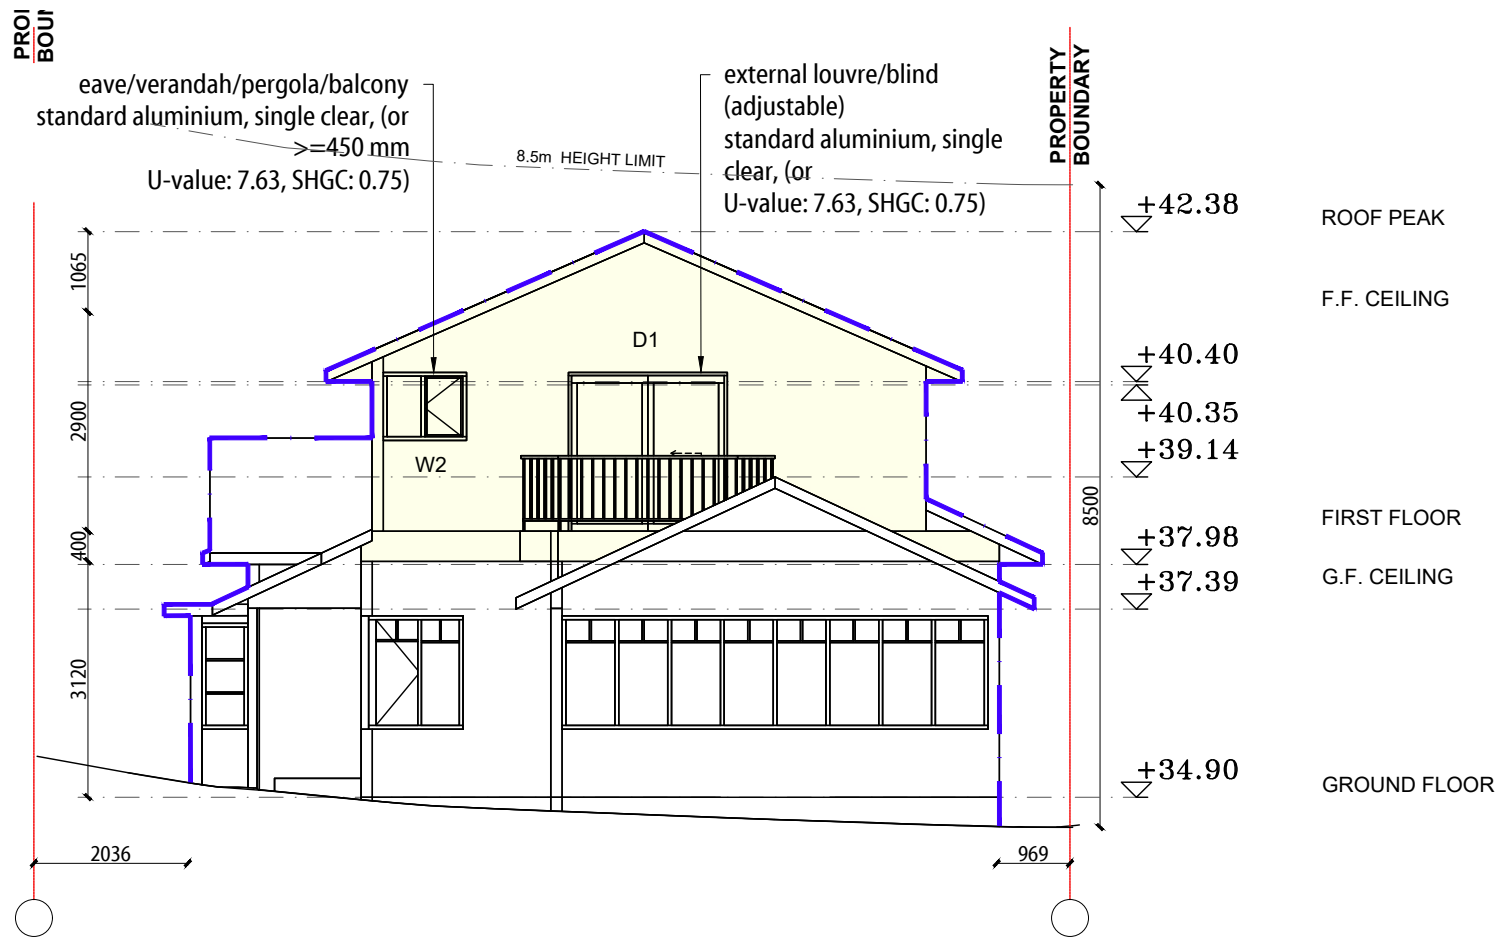 PROPERTY
BOUNDARY
eave/verandah/pergola/balcony
standard aluminium, single clear, (or
>=450 mm
U-value: 7.63, SHGC: 0.75)
external louvre/blind
(adjustable)
standard aluminium, single
clear, (or
U-value: 7.63, SHGC: 0.75)
8.5m HEIGHT LIMIT
+42.38
ROOF PEAK
1065
F.F. CEILING
D1
+40.40
+40.35
2900
+39.14
W2
8500
FIRST FLOOR
400
+37.98
G.F. CEILING
+37.39
3120
+34.90
GROUND FLOOR
2036
969